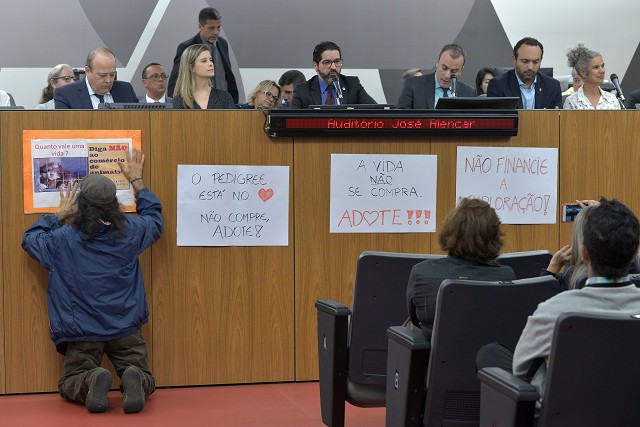 Auditório José Alencar
Quanto vale uma
vida?
Diga NÃO
ao comércio
de
animais
O PEDIGREE
ESTÁ NO
NÃO COMPRE,
ADOTE!
A VIDA
NÃO
SE COMPRA.
ADOTE!!!
NÃO FINANCIE
A
EXPLORAÇÃO!